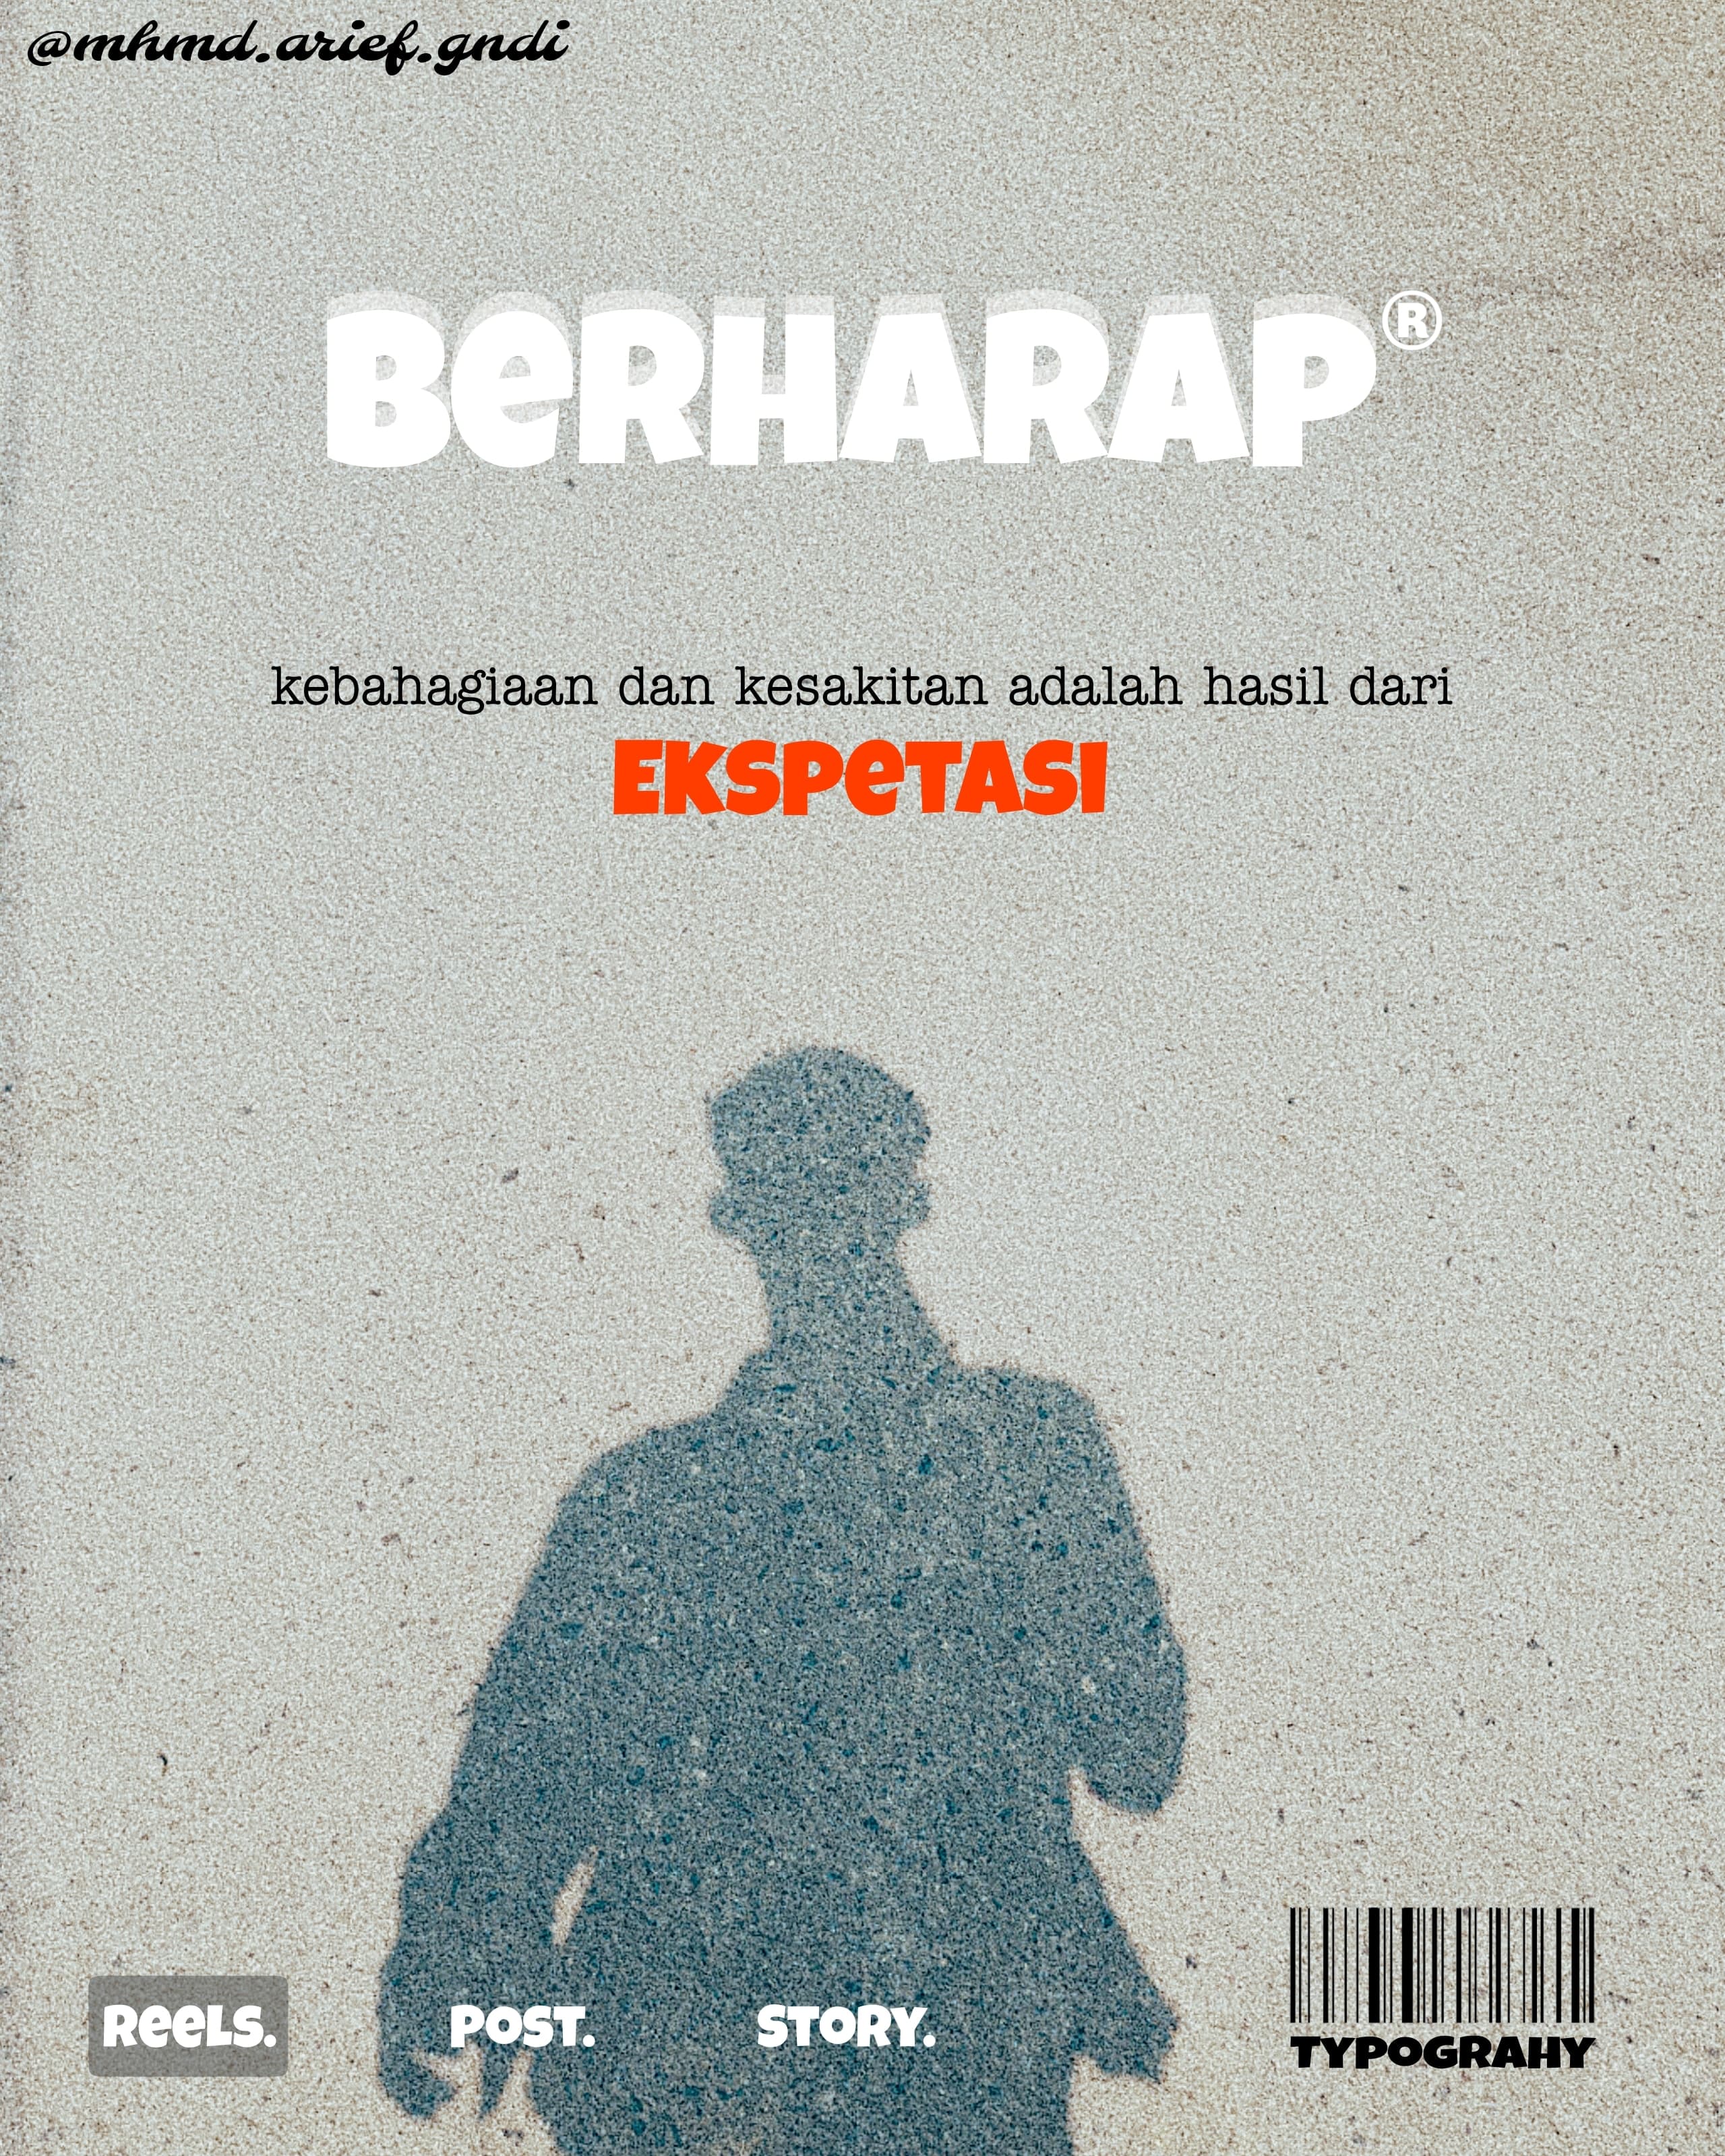 @mhmd.arief.gndi
BeRHARAP®
kebahagiaan dan kesakitan adalah hasil dari
EKSPeTASI
ReeLS.
POST.
STORY.
TYPOGRAHY